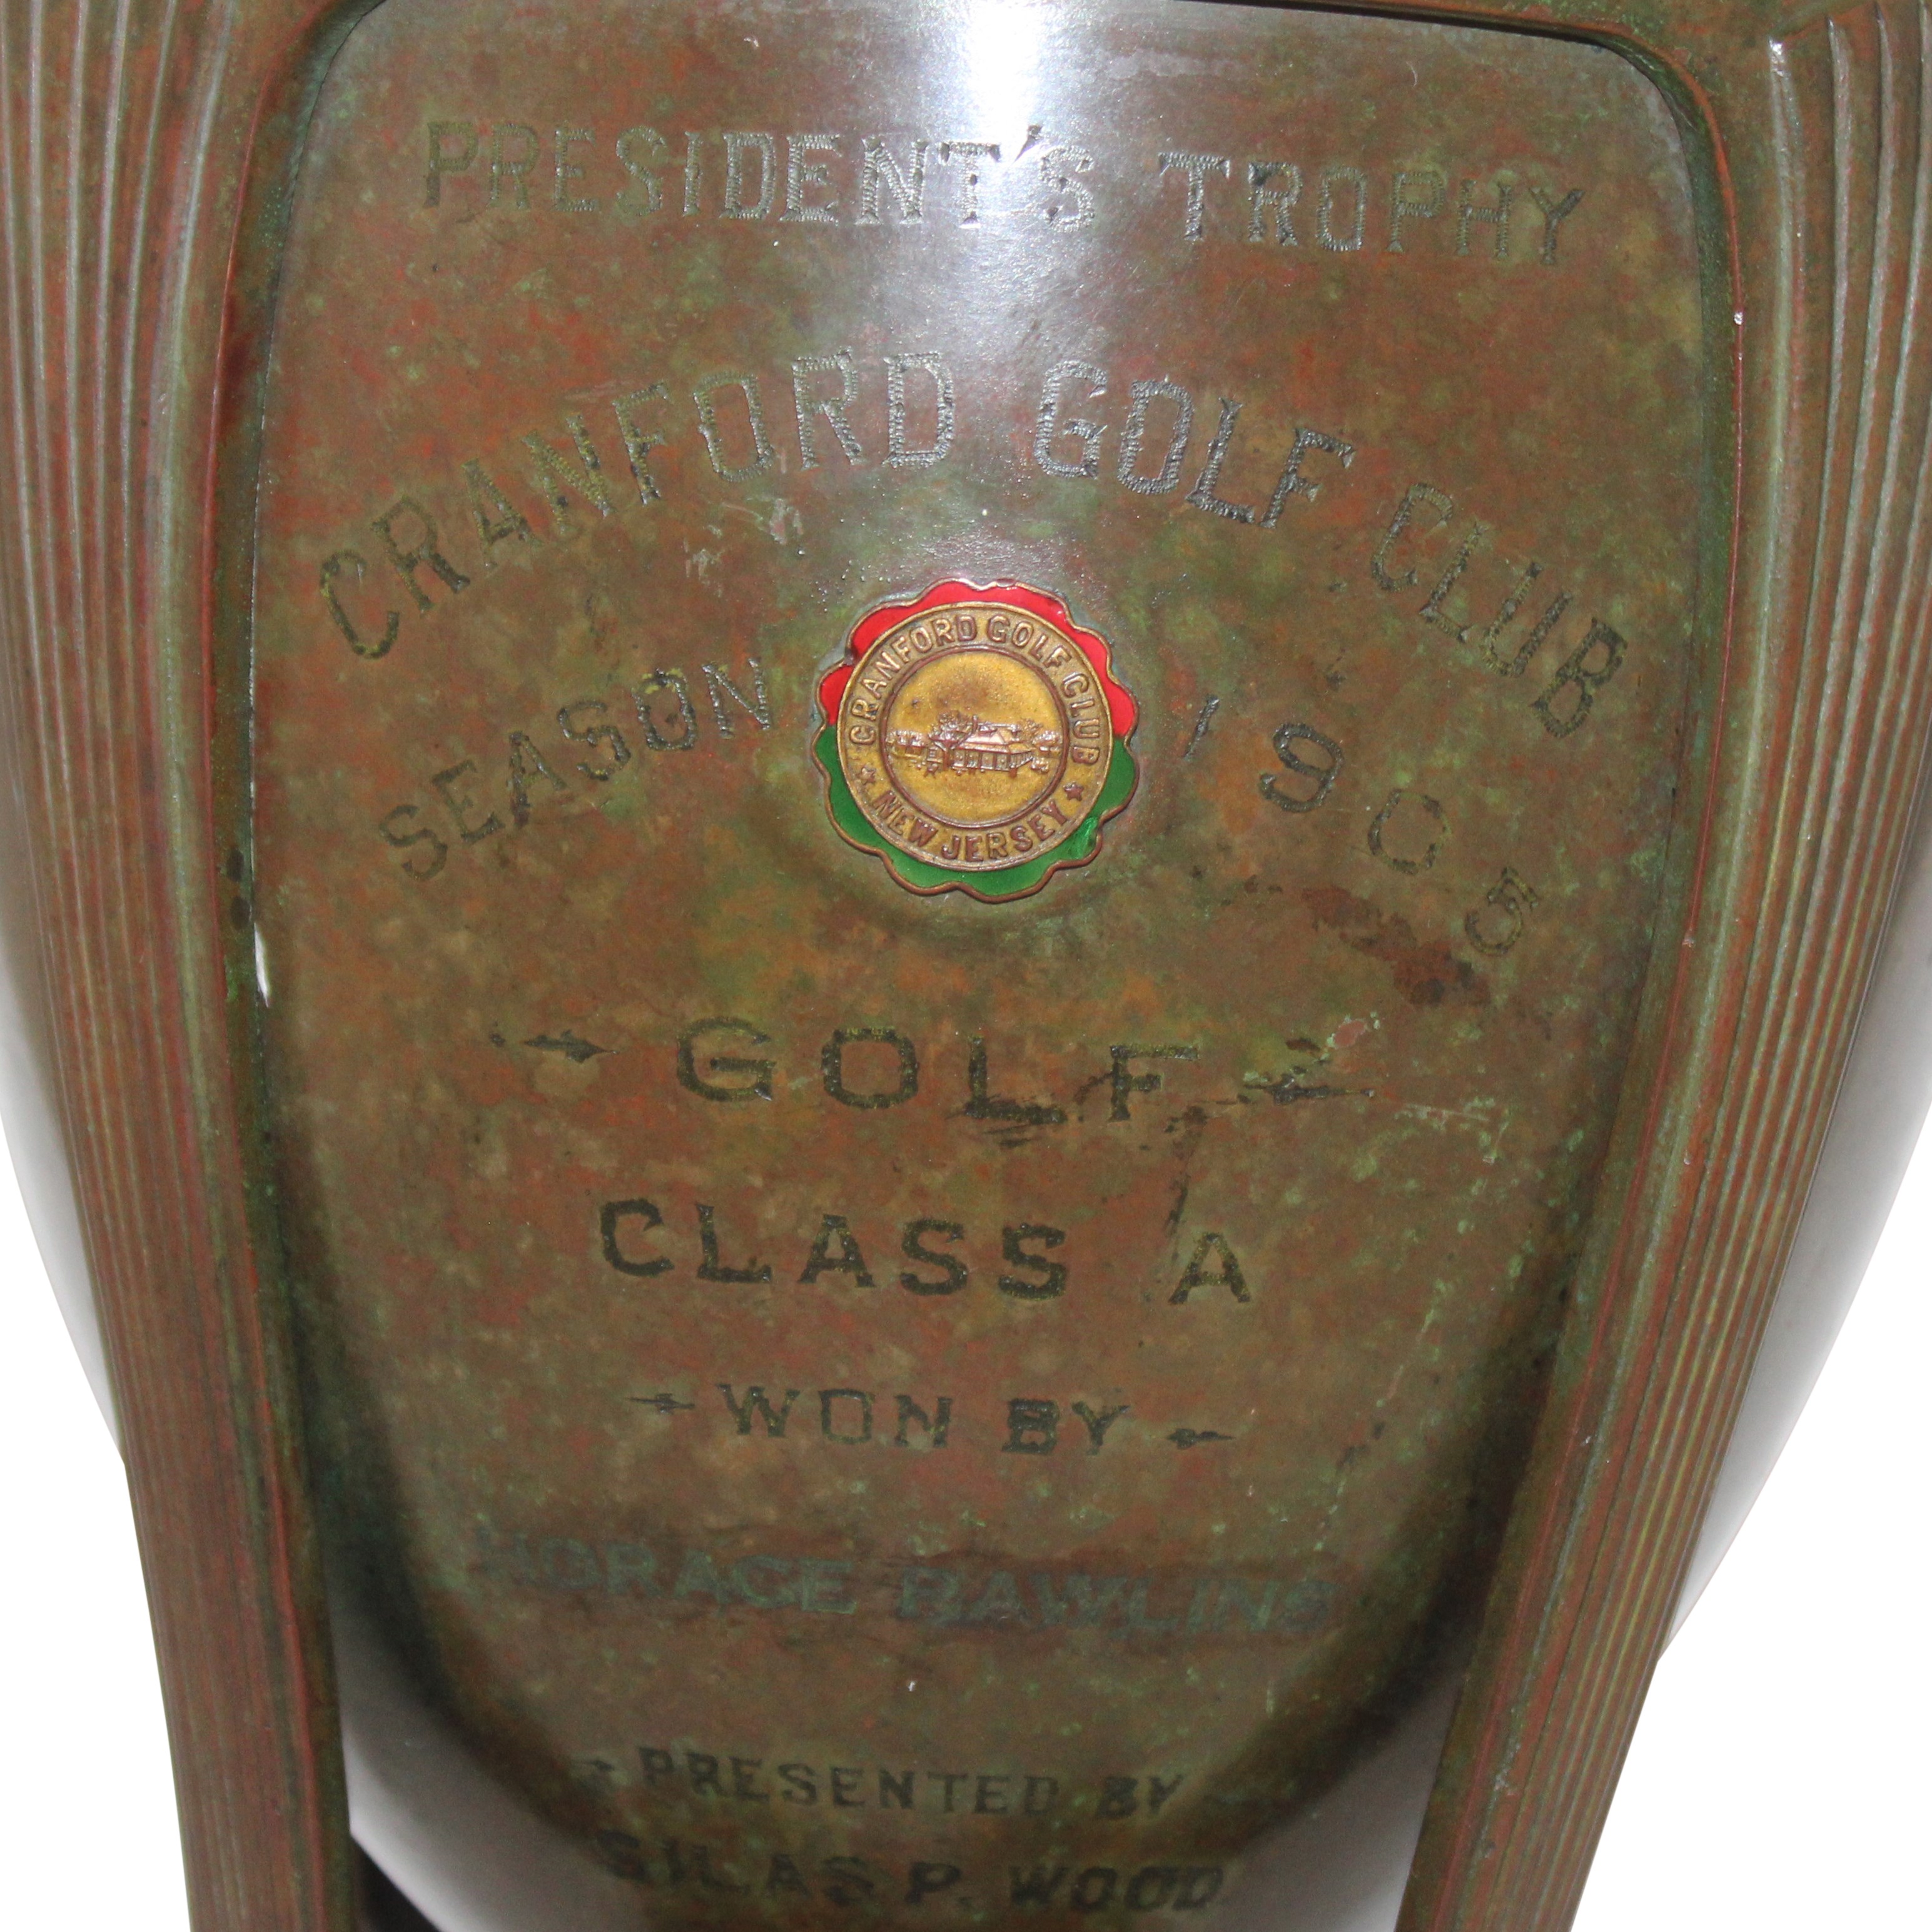 PRESIDENT'S TROPHY
CRANFORD GOLF CLUB
SEASON 1905
CRANFORD GOLF CLUB
★ NEW JERSEY ★
GOLF
CLASS A
WON BY
HORACE RAWLINS
PRESENTED BY
SILAS P. WOOD